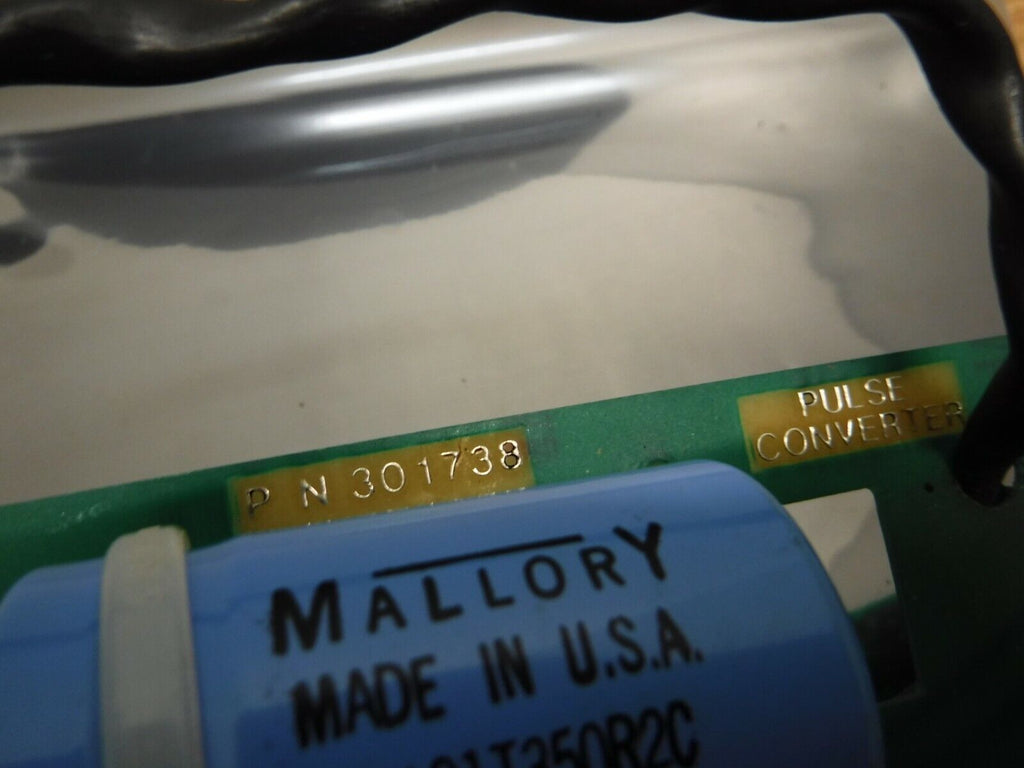 PULSE
CONVERTER
P N 301738
MALLORY
MADE IN U.S.A.